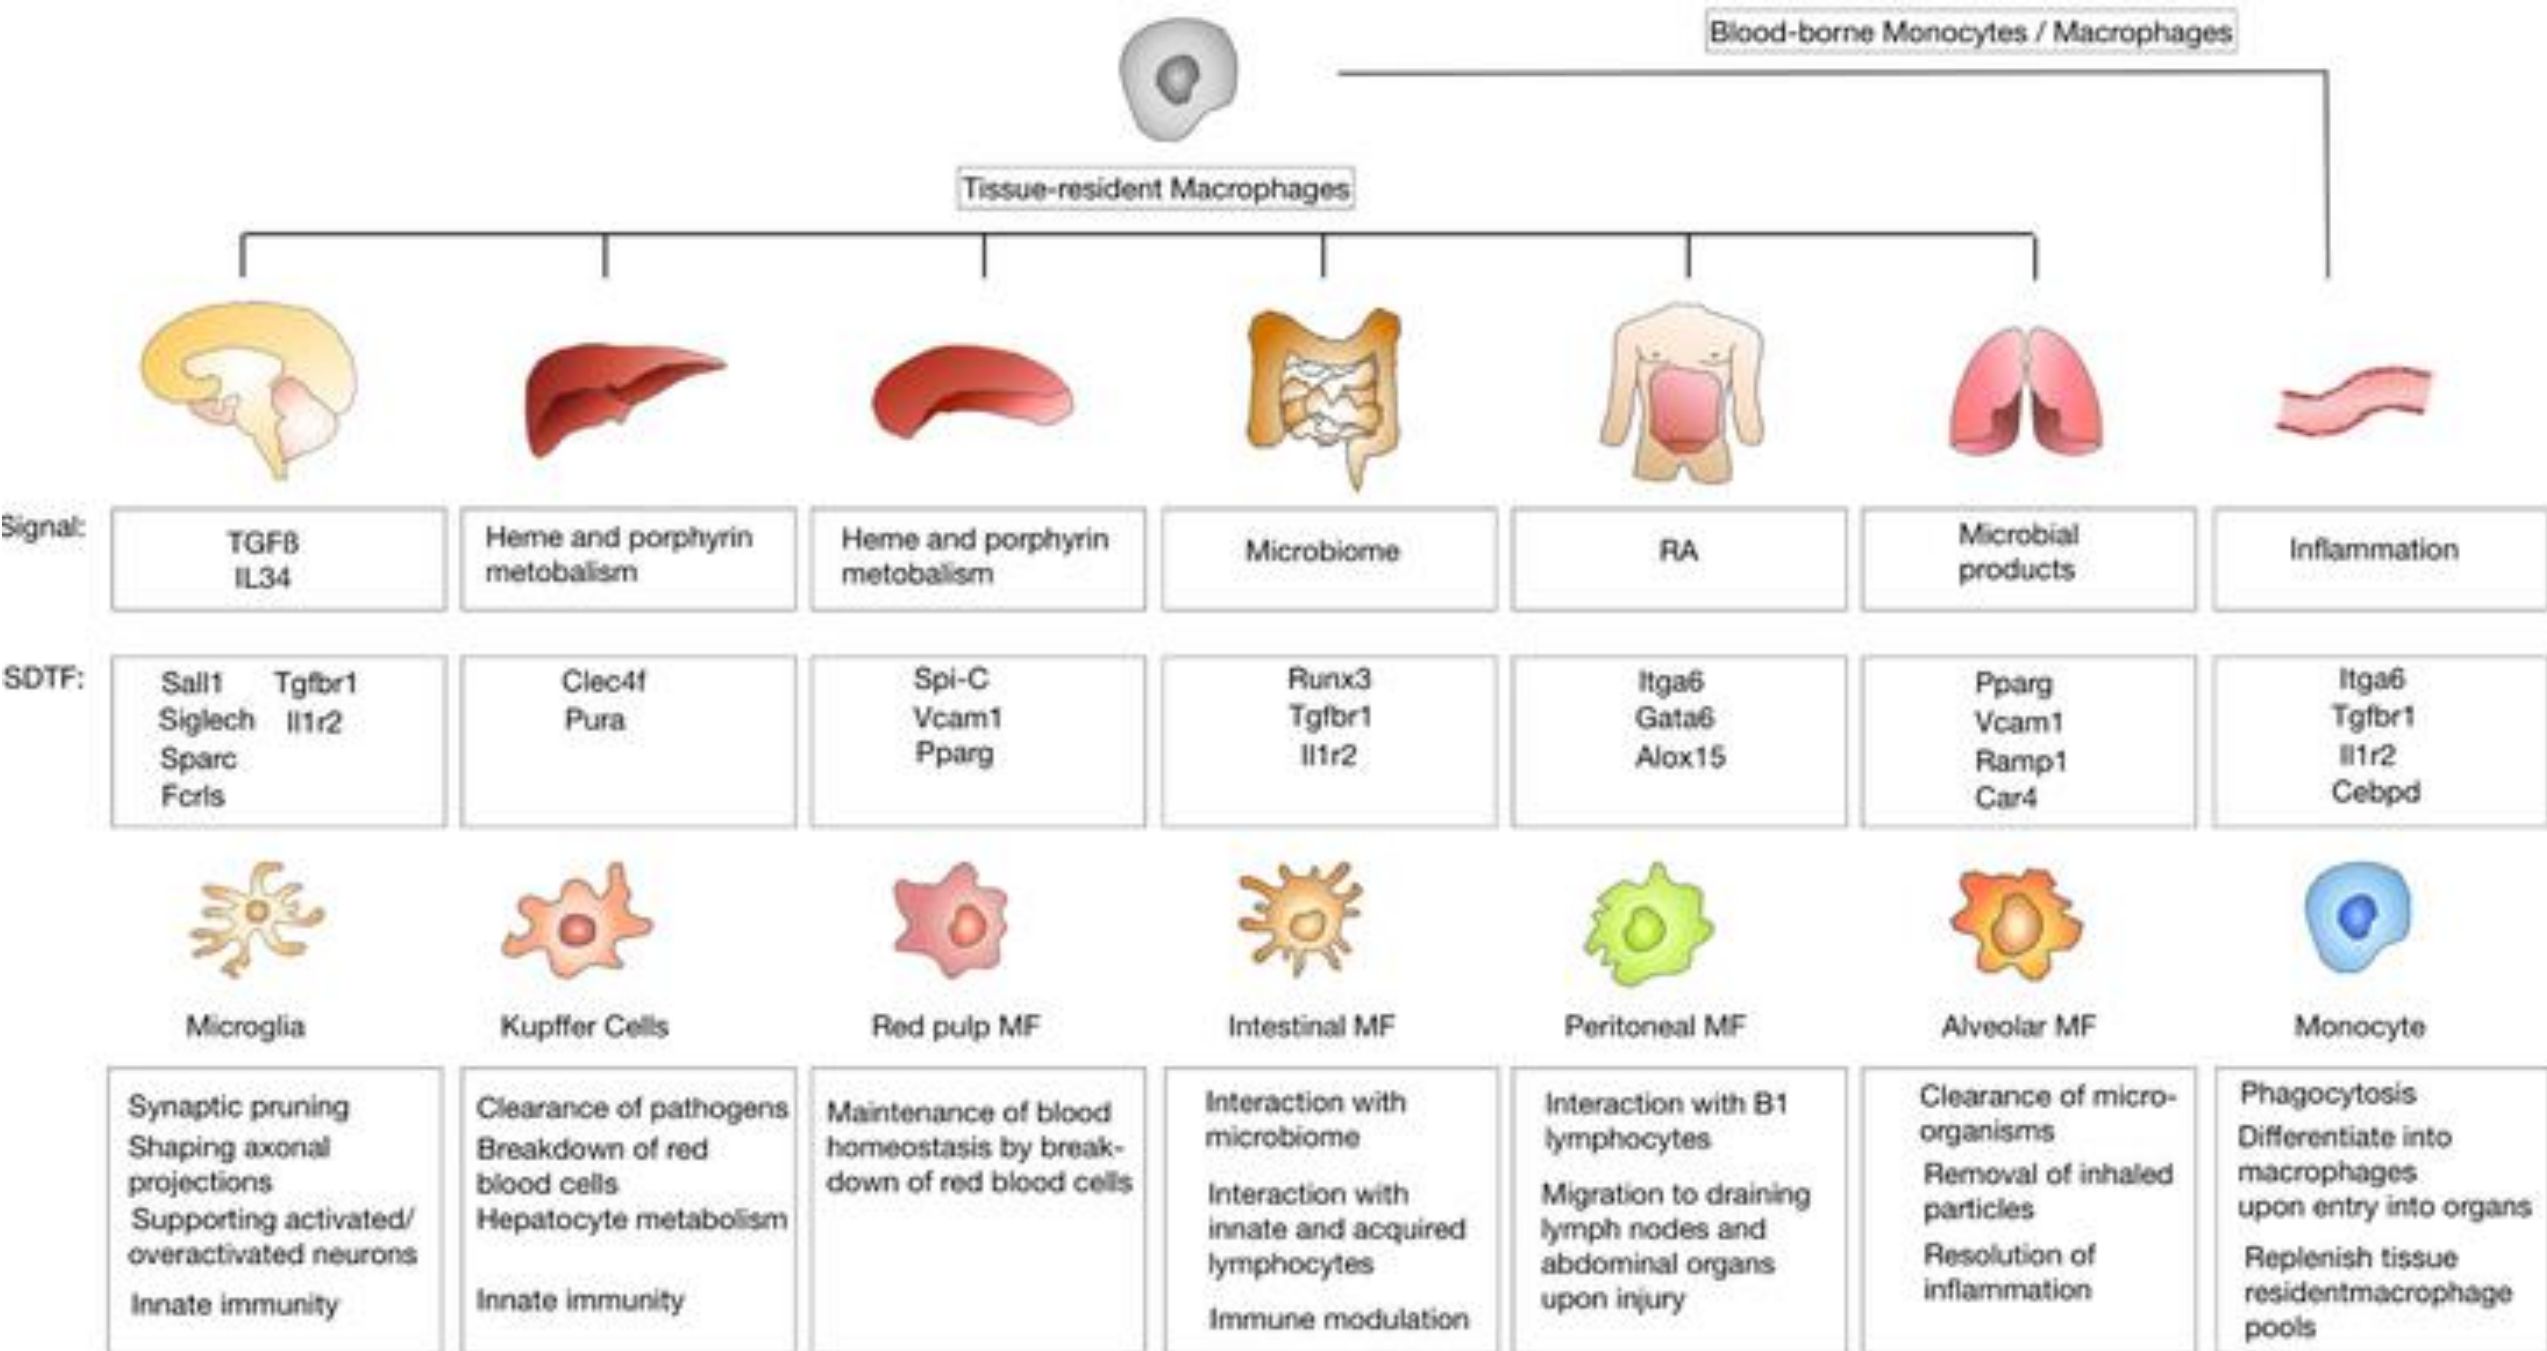 Blood-borne Monocytes / Macrophages
Tissue-resident Macrophages
Signal:
TGFß
IL34
Heme and porphyrin
metobalism
Heme and porphyrin
metobalism
Microbiome
RA
Microbial
products
Inflammation
SDTF:
Sall1 Tgfbr1
Siglech Il1r2
Sparc
Fcrls
Clec4f
Pura
Spi-C
Vcam1
Pparg
Runx3
Tgfbr1
Il1r2
Itga6
Gata6
Alox15
Pparg
Vcam1
Ramp1
Car4
Itga6
Tgfbr1
Il1r2
Cebpd
Microglia
Kupffer Cells
Red pulp MF
Intestinal MF
Peritoneal MF
Alveolar MF
Monocyte
Synaptic pruning
Shaping axonal
projections
Supporting activated/
overactivated neurons
Innate immunity
Clearance of pathogens
Breakdown of red
blood cells
Hepatocyte metabolism
Innate immunity
Maintenance of blood
homeostasis by break-
down of red blood cells
Interaction with
microbiome
Interaction with
innate and acquired
lymphocytes
Immune modulation
Interaction with B1
lymphocytes
Migration to draining
lymph nodes and
abdominal organs
upon injury
Clearance of micro-
organisms
Removal of inhaled
particles
Resolution of
inflammation
Phagocytosis
Differentiate into
macrophages
upon entry into organs
Replenish tissue
residentmacrophage
pools